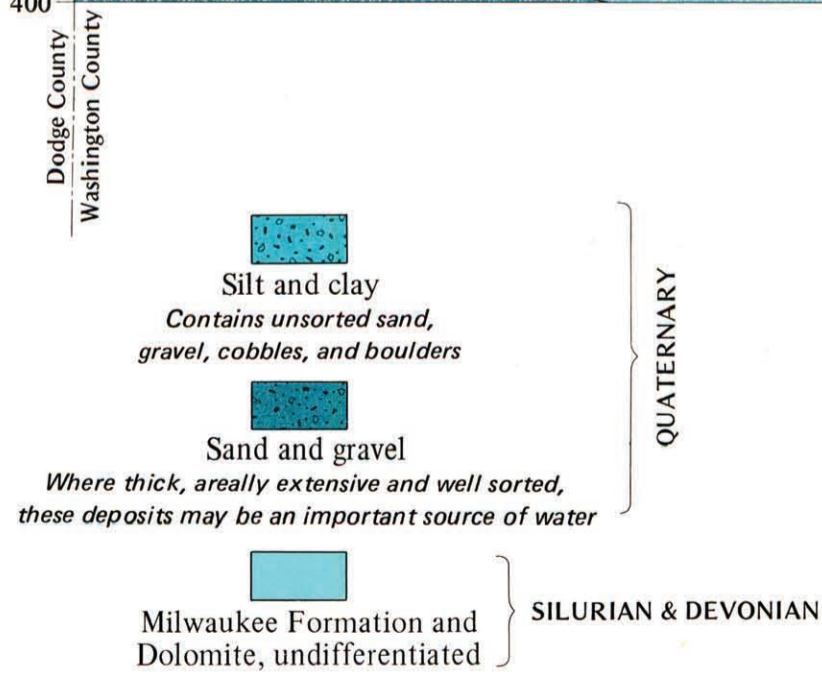 400
Dodge County
Washington County
Silt and clay
Contains unsorted sand,
gravel, cobbles, and boulders
Sand and gravel
Where thick, areally extensive and well sorted,
these deposits may be an important source of water
QUATERNARY
Milwaukee Formation and
Dolomite, undifferentiated
SILURIAN & DEVONIAN